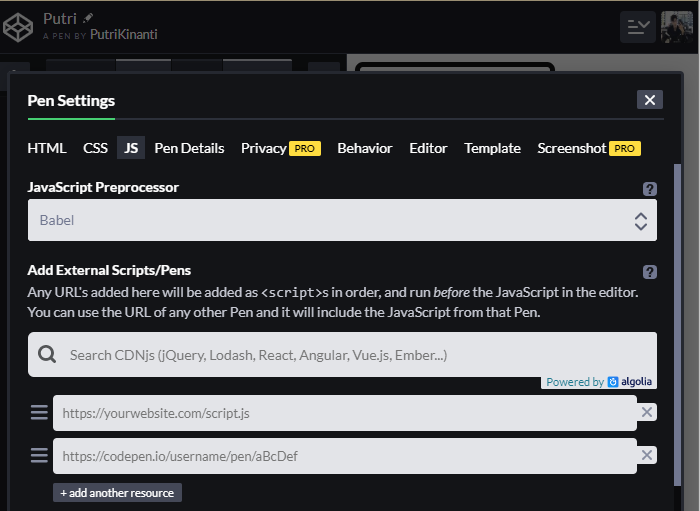 Putri
A PEN BY PutriKinanti
Pen Settings
HTML CSS JS Pen Details Privacy PRO Behavior Editor Template Screenshot PRO
JavaScript Preprocessor ?
Babel
Add External Scripts/Pens ?
Any URL's added here will be added as <script>s in order, and run before the JavaScript in the editor.
You can use the URL of any other Pen and it will include the JavaScript from that Pen.
Search CDNjs (jQuery, Lodash, React, Angular, Vue.js, Ember...)
Powered by algolia
https://yourwebsite.com/script.js
https://codepen.io/username/pen/aBcDef
+ add another resource